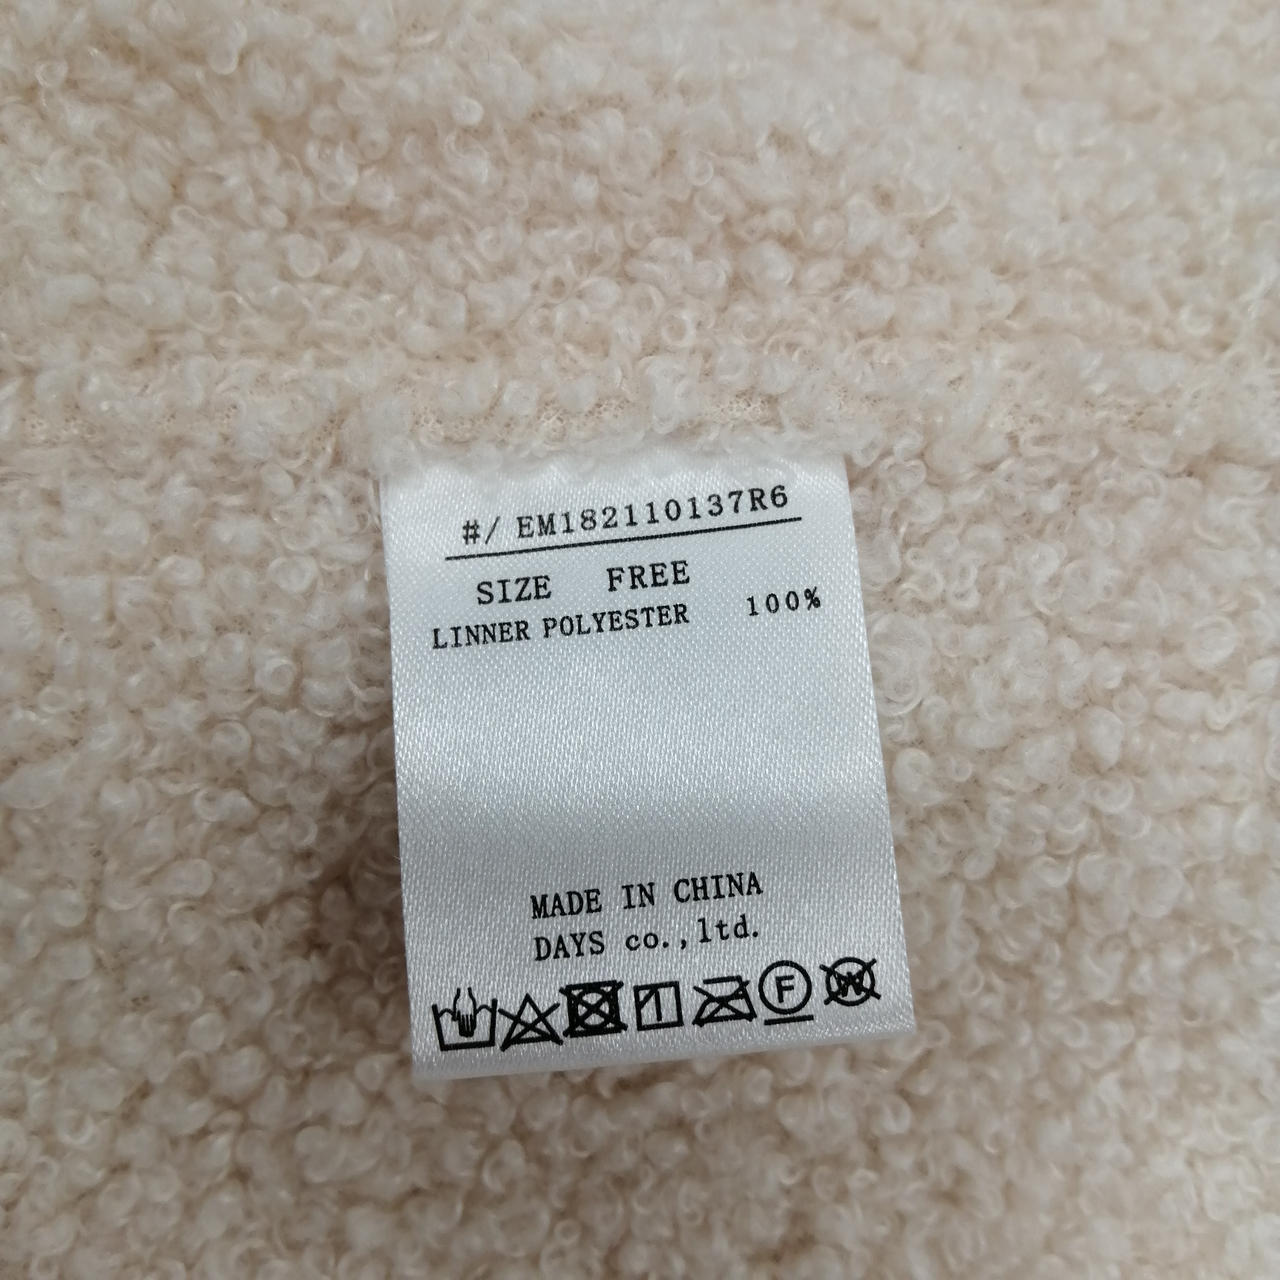 #/ EM182110137R6
SIZE FREE
LINNER POLYESTER 100%
MADE IN CHINA
DAYS co.,ltd.
F W